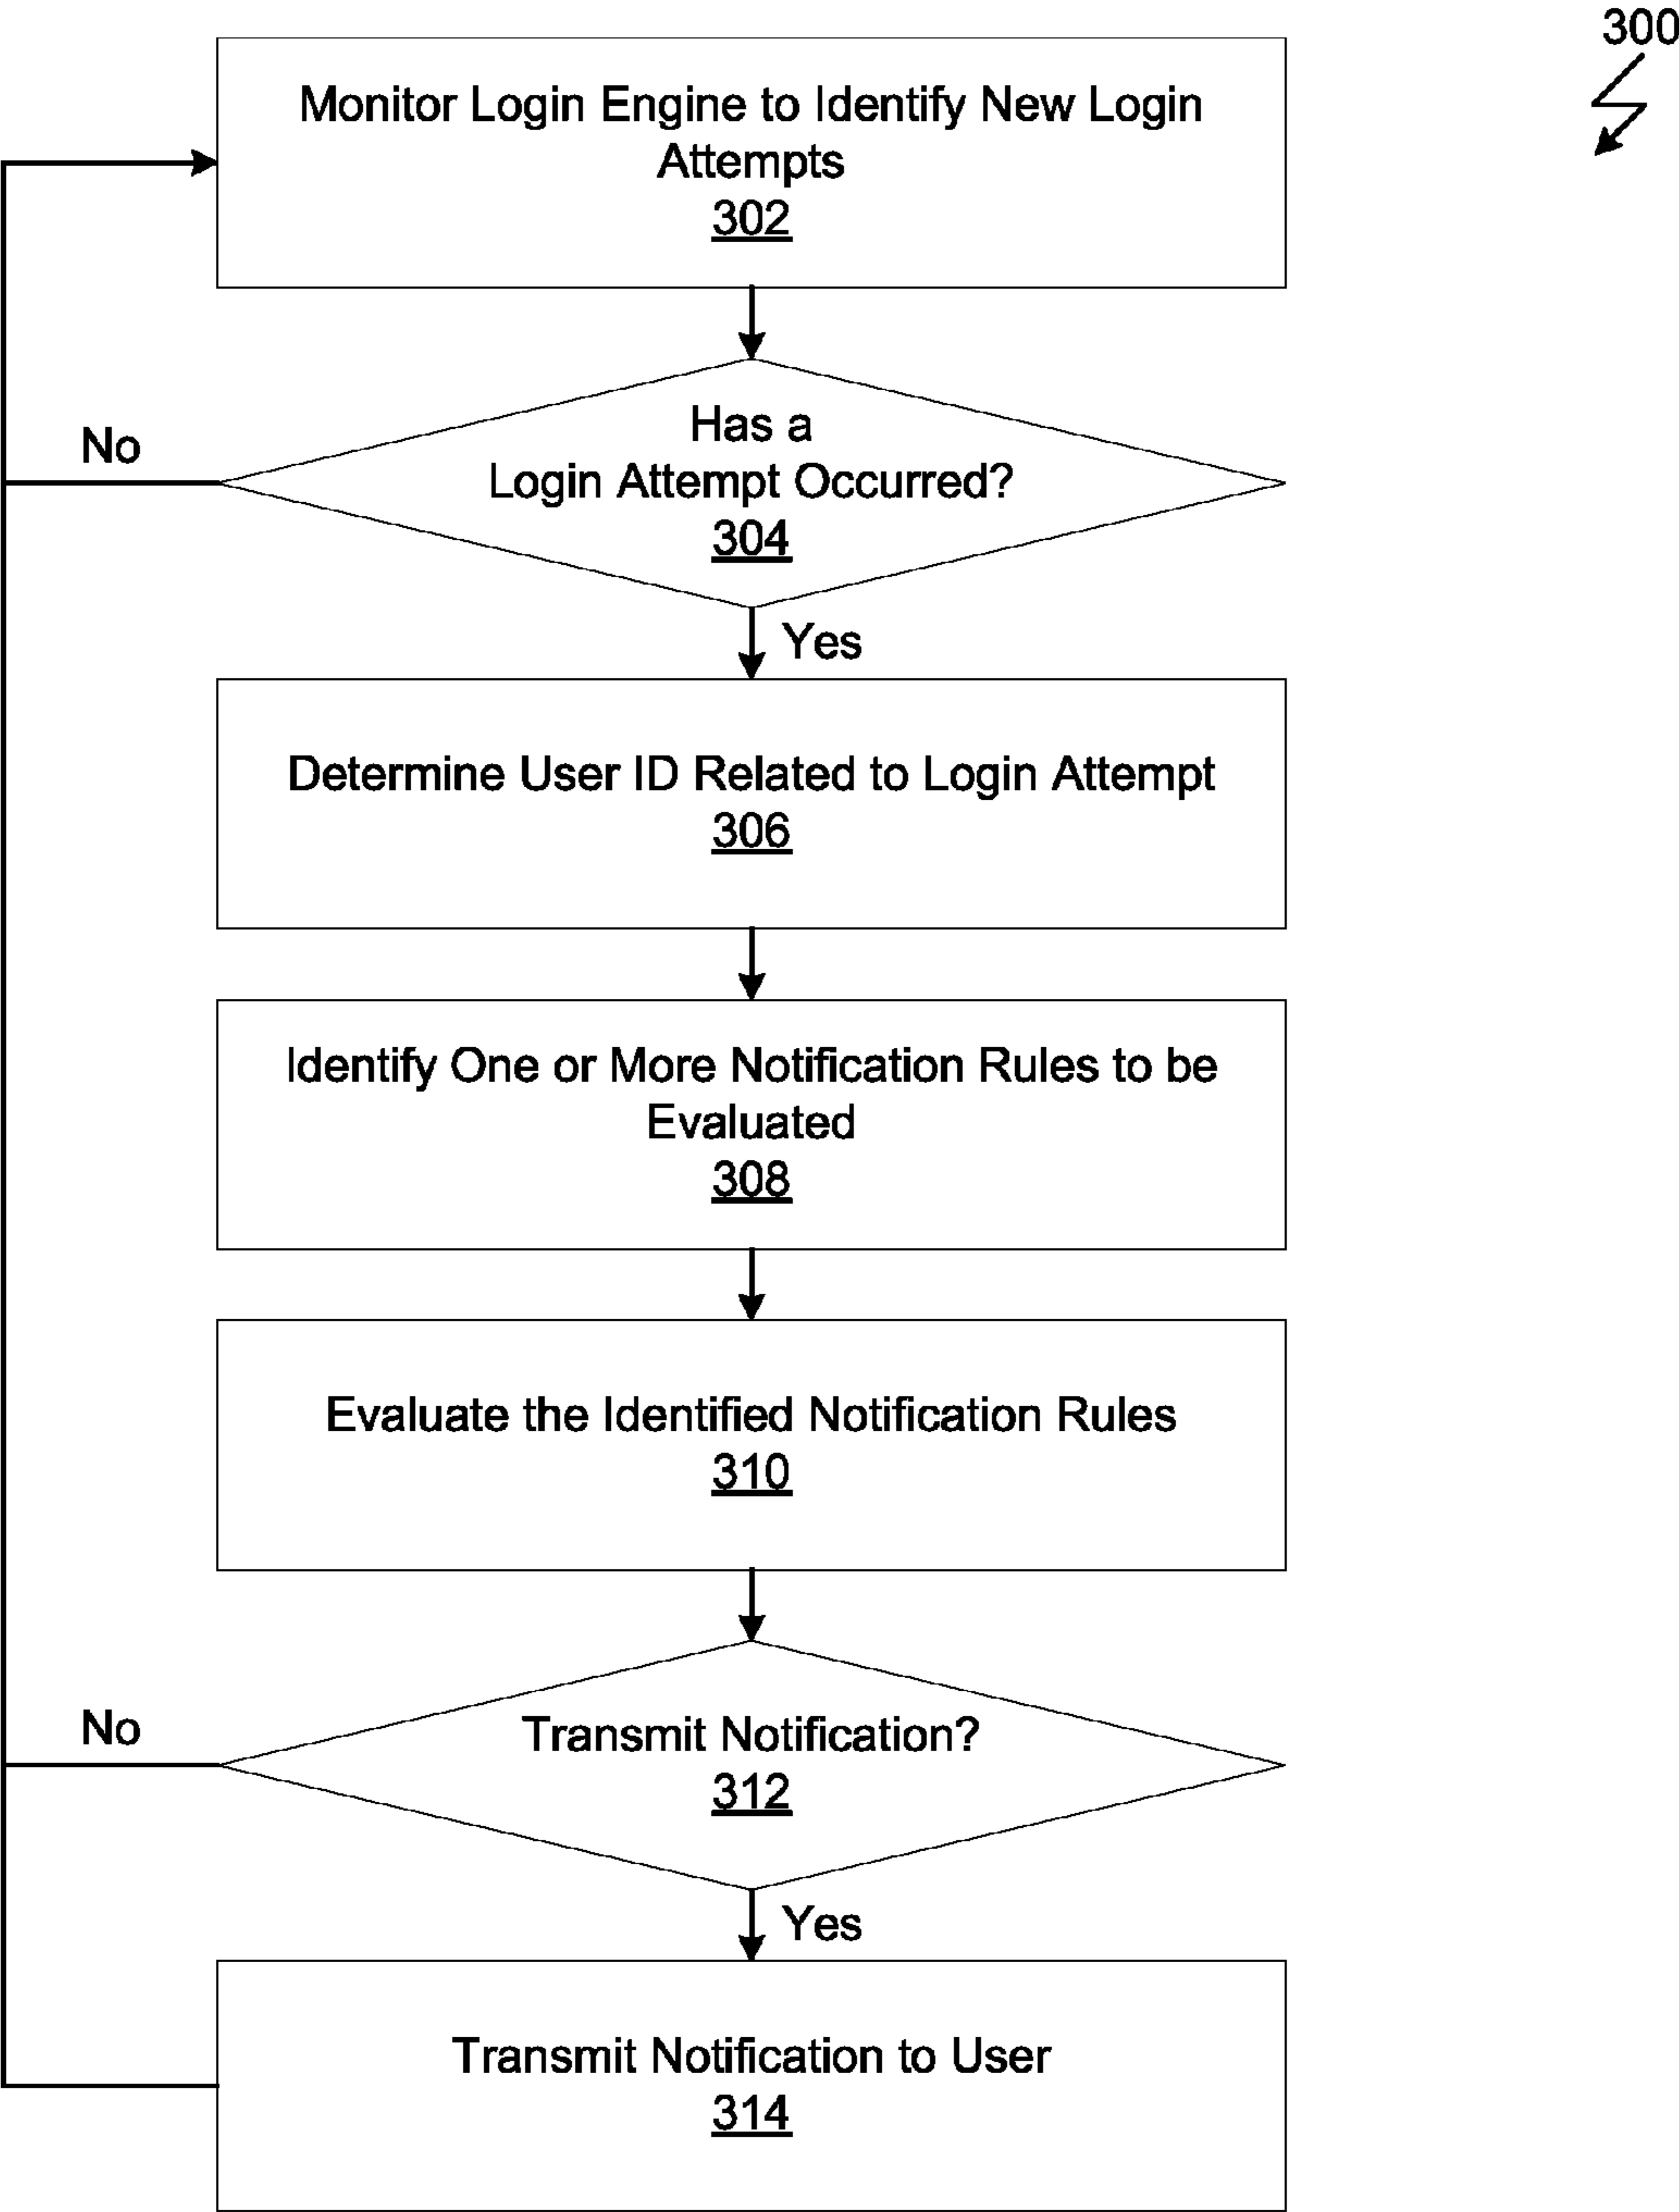 300
Monitor Login Engine to Identify New Login
Attempts
302
Has a
Login Attempt Occurred?
304
No
Yes
Determine User ID Related to Login Attempt
306
Identify One or More Notification Rules to be
Evaluated
308
Evaluate the Identified Notification Rules
310
Transmit Notification?
312
No
Yes
Transmit Notification to User
314